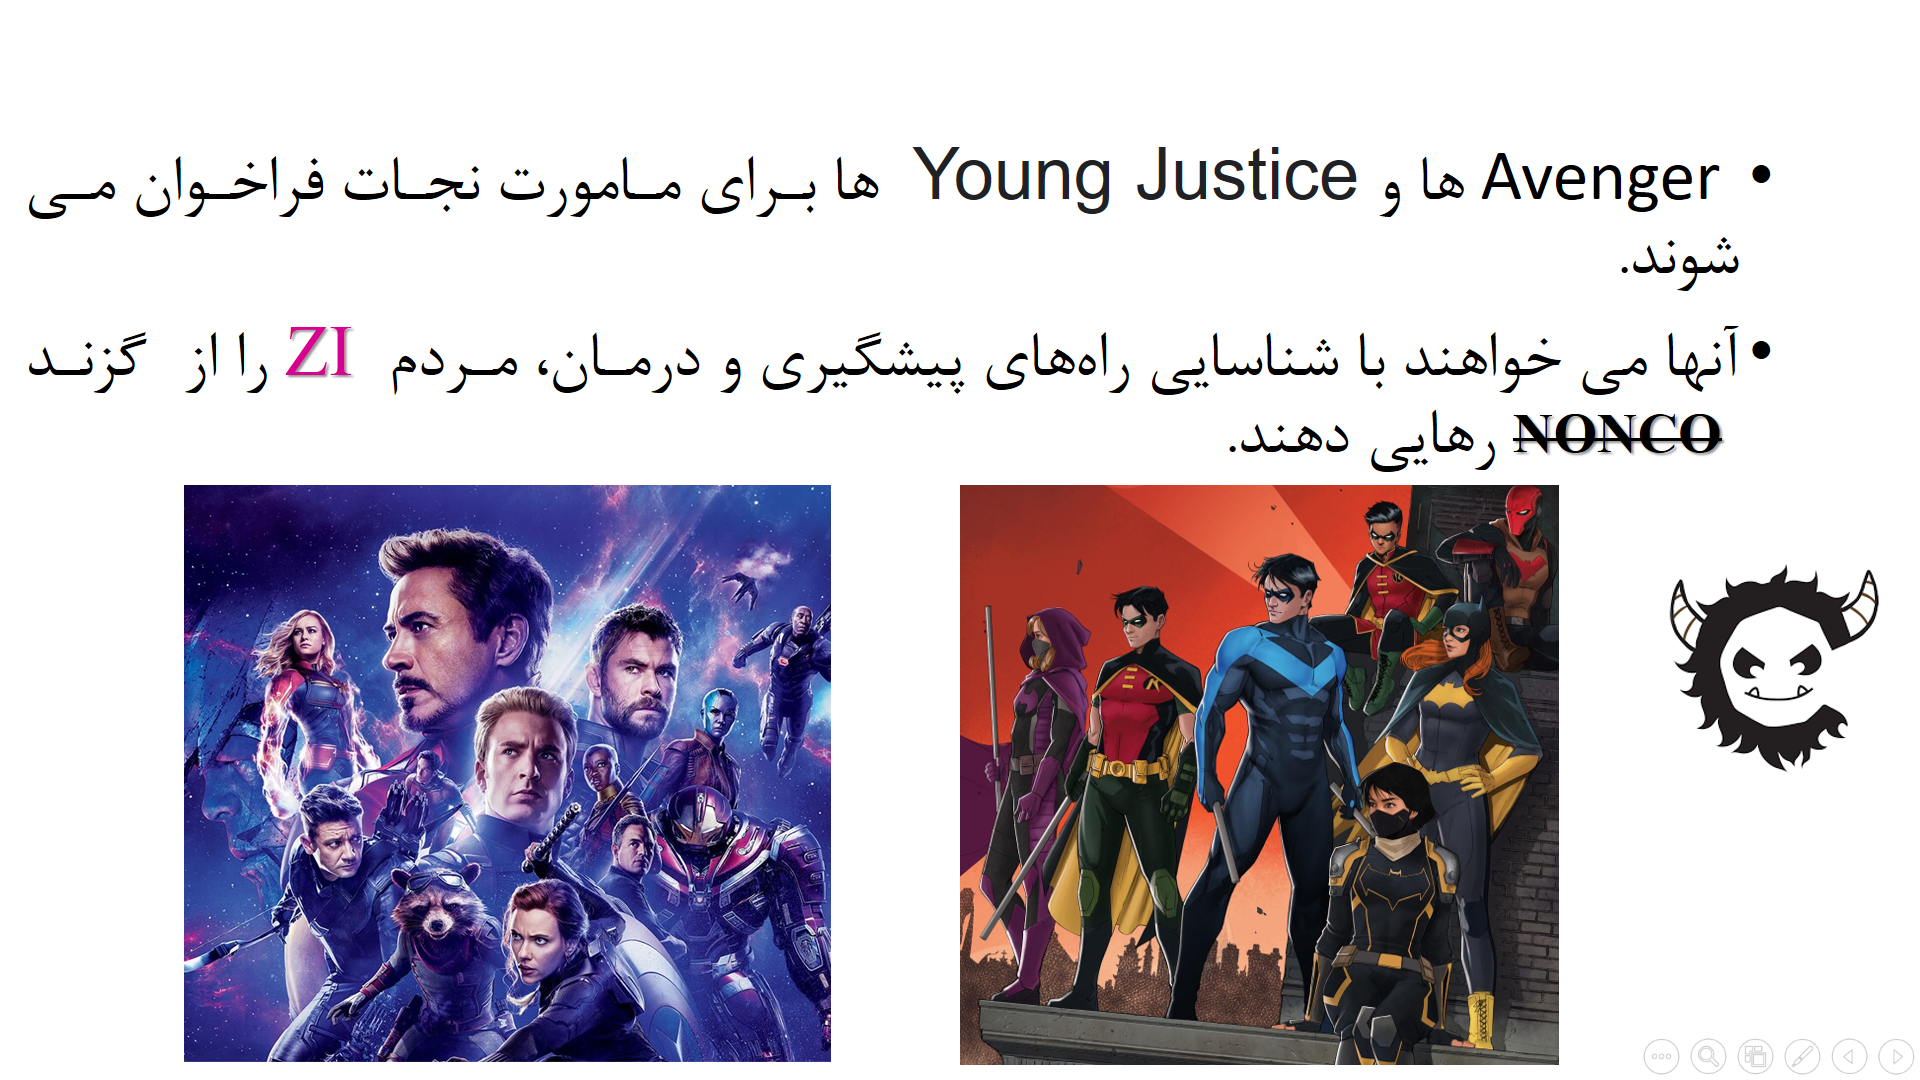 • Avenger ها و Young Justice ها برای مامورت نجات فراخوان می
شوند.
• آنها می خواهند با شناسایی راه‌های پیشگیری و درمان، مردم ZI را از گزند
NONCO رهایی دهند.